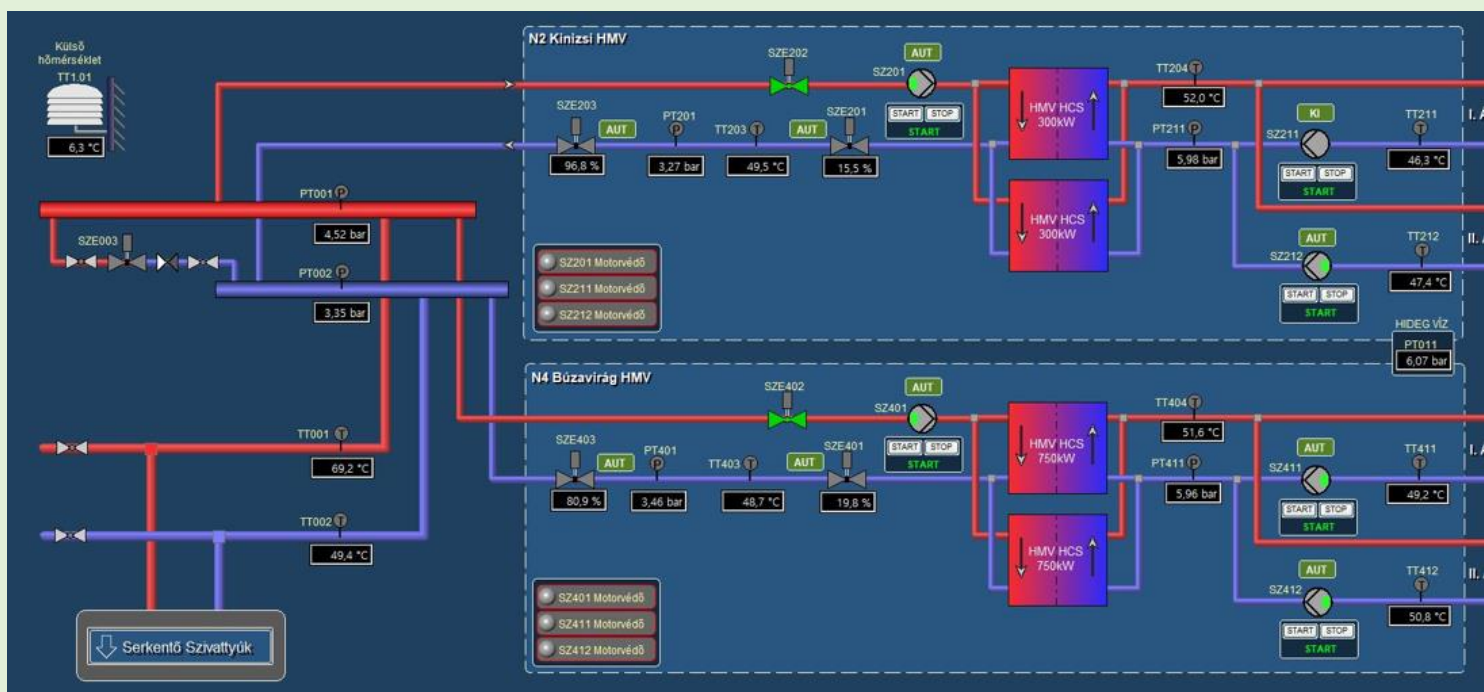 Külső
hőmérséklet
TT1.01
6,3 °C
PT001
4,52 bar
SZE003
PT002
3,35 bar
TT001
69,2 °C
TT002
49,4 °C
Serkentő Szivattyúk
N2 Kinizsi HMV
SZE202
AUT
SZ201
START STOP
START
SZE203
AUT
96,8 %
PT201
3,27 bar
TT203
49,5 °C
AUT
SZE201
15,5 %
HMV HCS
300kW
HMV HCS
300kW
TT204
52,0 °C
PT211
5,98 bar
KI
SZ211
START STOP
START
TT211
46,3 °C
I. A
AUT
SZ212
START STOP
START
TT212
47,4 °C
II. A
SZ201 Motorvédő
SZ211 Motorvédő
SZ212 Motorvédő
HIDEG VÍZ
PT011
6,07 bar
N4 Búzavirág HMV
SZE402
AUT
SZ401
START STOP
START
SZE403
AUT
80,9 %
PT401
3,46 bar
TT403
48,7 °C
AUT
SZE401
19,8 %
HMV HCS
750kW
HMV HCS
750kW
TT404
51,6 °C
PT411
5,96 bar
AUT
SZ411
START STOP
START
TT411
49,2 °C
I. A
AUT
SZ412
START STOP
START
TT412
50,8 °C
II. A
SZ401 Motorvédő
SZ411 Motorvédő
SZ412 Motorvédő